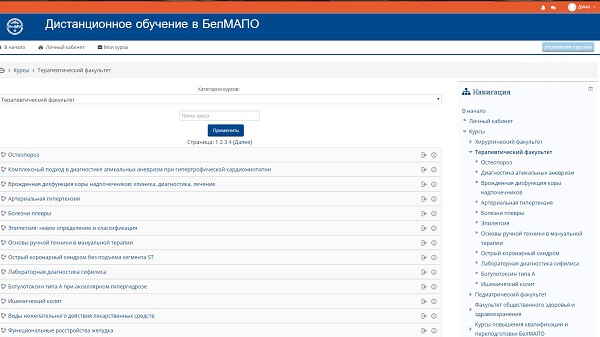 Дима
Дистанционное обучение в БелМАПО
В начало
Личный кабинет
Мои курсы
Управление курсами
Курсы
Терапевтический факультет
Категории курсов:
Терапевтический факультет
Поиск курса
Применить
Страница: 1 2 3 4 (Далее)
Остеопороз
Комплексный подход в диагностике апикальных аневризм при гипертрофической кардиомиопатии
Врожденная дисфункция коры надпочечников: клиника, диагностика, лечение
Артериальная гипертензия
Болезни плевры
Эпилепсия: новое определение и классификация
Основы ручной техники в мануальной терапии
Острый коронарный синдром без подъема сегмента ST
Лабораторная диагностика сифилиса
Ботулотоксин типа А при аксиллярном гипергидрозе
Ишемический колит
Виды нежелательного действия лекарственных средств
Функциональные расстройства желудка
Навигация
В начало
Личный кабинет
Курсы
Хирургический факультет
Терапевтический факультет
Остеопороз
Диагностика апикальных аневризм
Врожденная дисфункция коры
надпочечников
Артериальная гипертензия
Болезни плевры
Эпилепсия
Основы ручной техники в мануальной
терапии
Острый коронарный синдром
Лабораторная диагностика сифилиса
Ботулотоксин типа А
Ишемический колит
Педиатрический факультет
Факультет общественного здоровья и
здравоохранения
Курсы повышения квалификации и
переподготовки БелМАПО